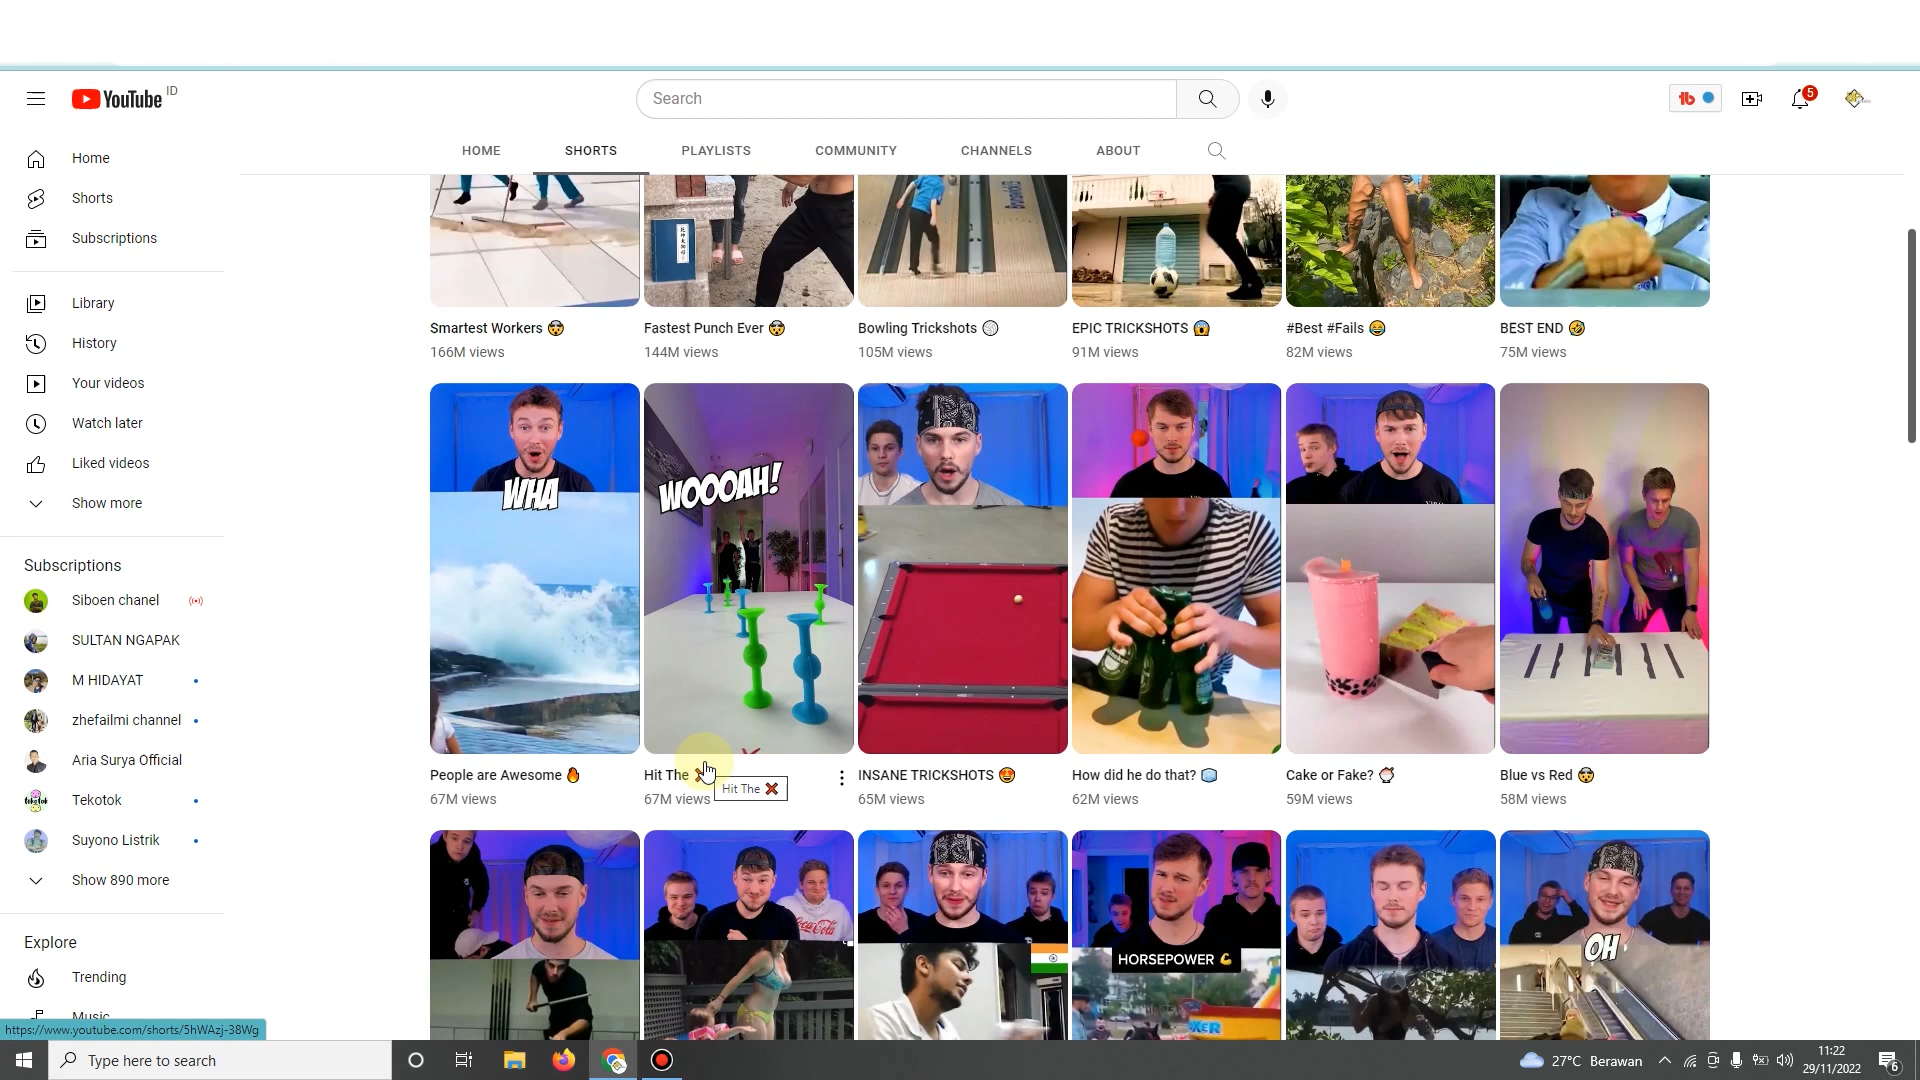 YouTube ID
Search
5
HOME SHORTS PLAYLISTS COMMUNITY CHANNELS ABOUT
Home
Shorts
Subscriptions
Library
History
Your videos
Watch later
Liked videos
Show more
Subscriptions
Siboen chanel
SULTAN NGAPAK
M HIDAYAT
zhefailmi channel
Aria Surya Official
Tekotok
Suyono Listrik
Show 890 more
Explore
Trending
Music
Smartest Workers 🤯
166M views
Fastest Punch Ever 🤯
144M views
Bowling Trickshots
105M views
EPIC TRICKSHOTS 😱
91M views
#Best #Fails 😂
82M views
BEST END 🤣
75M views
WHA
WOOOAH!
People are Awesome 🔥
67M views
Hit The ❌
67M views
Hit The ❌
INSANE TRICKSHOTS 🤩
65M views
How did he do that? 🧊
62M views
Cake or Fake?
59M views
Blue vs Red 🤯
58M views
Coca-Cola
HORSEPOWER 💪
OH
https://www.youtube.com/shorts/5hWAzj-38Wg
Type here to search
27°C Berawan
11:22
29/11/2022
6